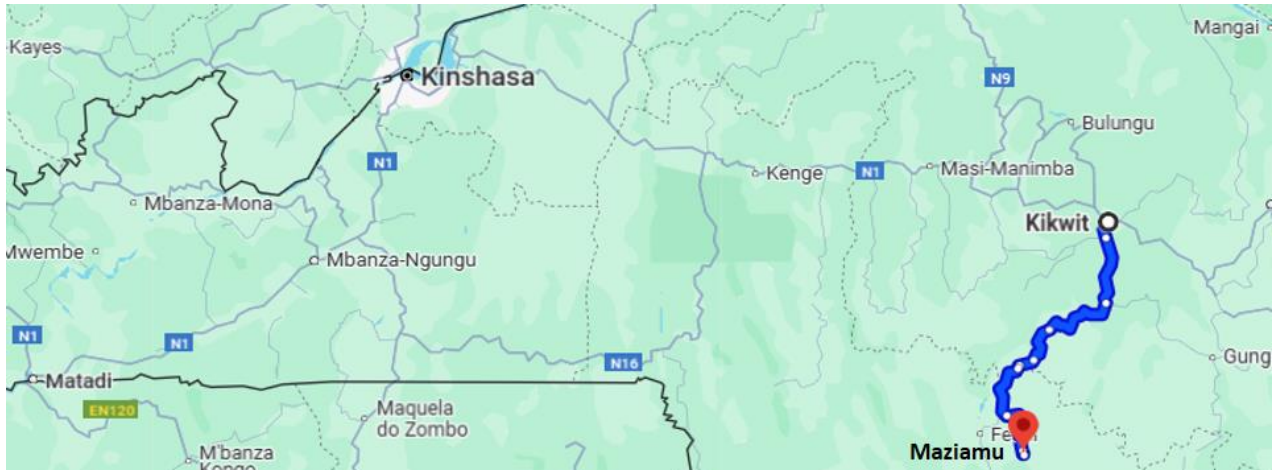 Kayes
Kinshasa
Mangai
N9
Bulungu
N1
Kenge
N1
Masi-Manimba
Mbanza-Mona
Kikwit
Mwembe
Mbanza-Ngungu
N1
N1
N16
Gung
Matadi
EN120
Maquela
do Zombo
M'banza
Kongo
Maziamu